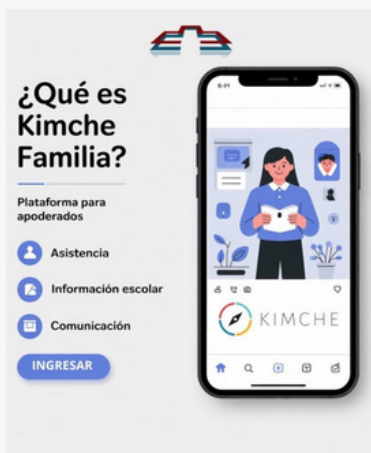 ¿Qué es
Kimche
Familia?
Plataforma para
apoderados
Asistencia
Información escolar
Comunicación
INGRESAR
KIMCHE